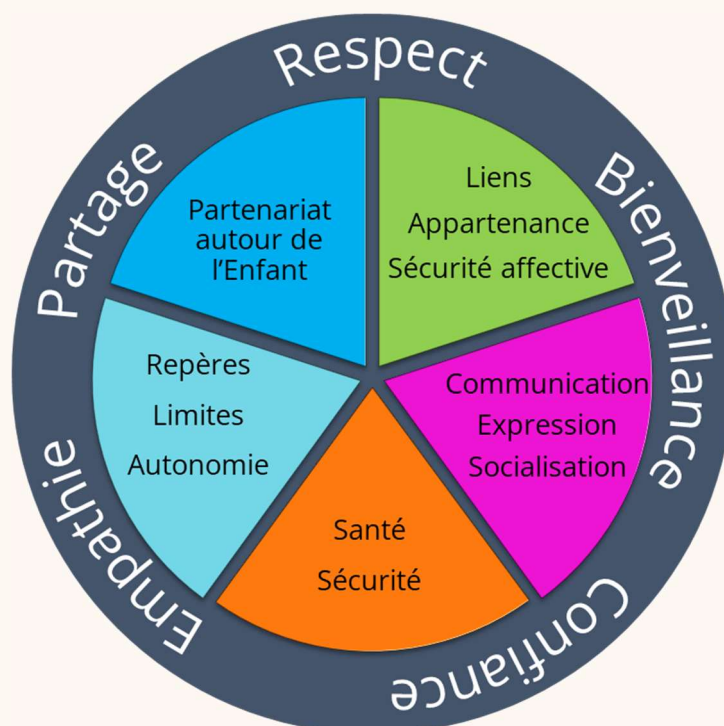 Respect
Bienveillance
Confiance
Empathie
Partage
Liens
Appartenance
Sécurité affective
Communication
Expression
Socialisation
Santé
Sécurité
Repères
Limites
Autonomie
Partenariat
autour de
l’Enfant